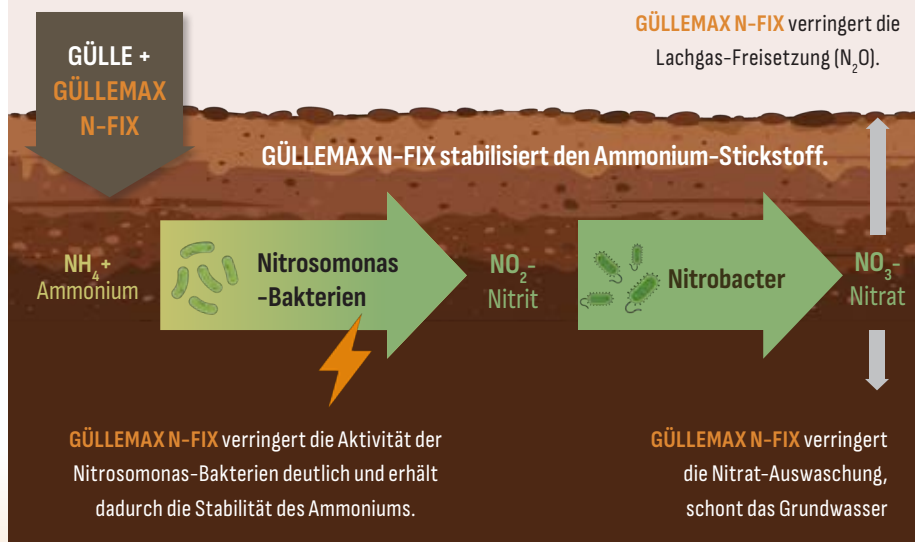 GÜLLE +
GÜLLEMAX
N-FIX
GÜLLEMAX N-FIX verringert die
Lachgas-Freisetzung (N₂O).
GÜLLEMAX N-FIX stabilisiert den Ammonium-Stickstoff.
NH₄+
Ammonium
Nitrosomonas
-Bakterien
NO₂-
Nitrit
Nitrobacter
NO₃-
Nitrat
GÜLLEMAX N-FIX verringert die Aktivität der
Nitrosomonas-Bakterien deutlich und erhält
dadurch die Stabilität des Ammoniums.
GÜLLEMAX N-FIX verringert
die Nitrat-Auswaschung,
schont das Grundwasser